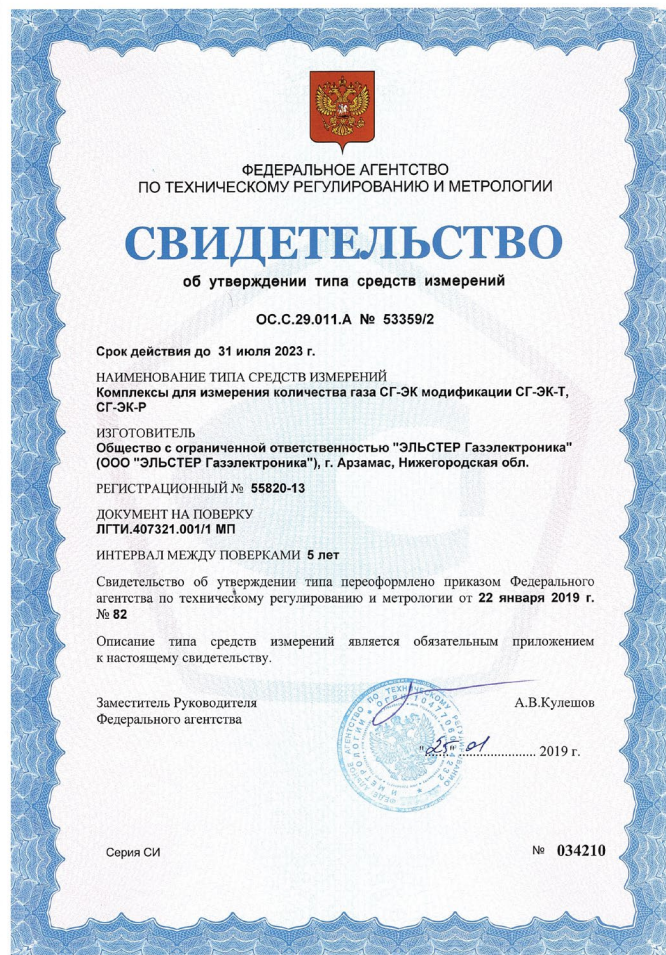 ФЕДЕРАЛЬНОЕ АГЕНТСТВО
ПО ТЕХНИЧЕСКОМУ РЕГУЛИРОВАНИЮ И МЕТРОЛОГИИ
СВИДЕТЕЛЬСТВО
об утверждении типа средств измерений
ОС.С.29.011.А № 53359/2
Срок действия до 31 июля 2023 г.
НАИМЕНОВАНИЕ ТИПА СРЕДСТВ ИЗМЕРЕНИЙ
Комплексы для измерения количества газа СГ-ЭК модификации СГ-ЭК-Т,
СГ-ЭК-Р
ИЗГОТОВИТЕЛЬ
Общество с ограниченной ответственностью "ЭЛЬСТЕР Газэлектроника"
(ООО "ЭЛЬСТЕР Газэлектроника"), г. Арзамас, Нижегородская обл.
РЕГИСТРАЦИОННЫЙ № 55820-13
ДОКУМЕНТ НА ПОВЕРКУ
ЛГТИ.407321.001/1 МП
ИНТЕРВАЛ МЕЖДУ ПОВЕРКАМИ 5 лет
Свидетельство об утверждении типа переоформлено приказом Федерального
агентства по техническому регулированию и метрологии от 22 января 2019 г.
№ 82
Описание типа средств измерений является обязательным приложением
к настоящему свидетельству.
Заместитель Руководителя
Федерального агентства
А.В.Кулешов
"25" 01 2019 г.
Серия СИ
№ 034210